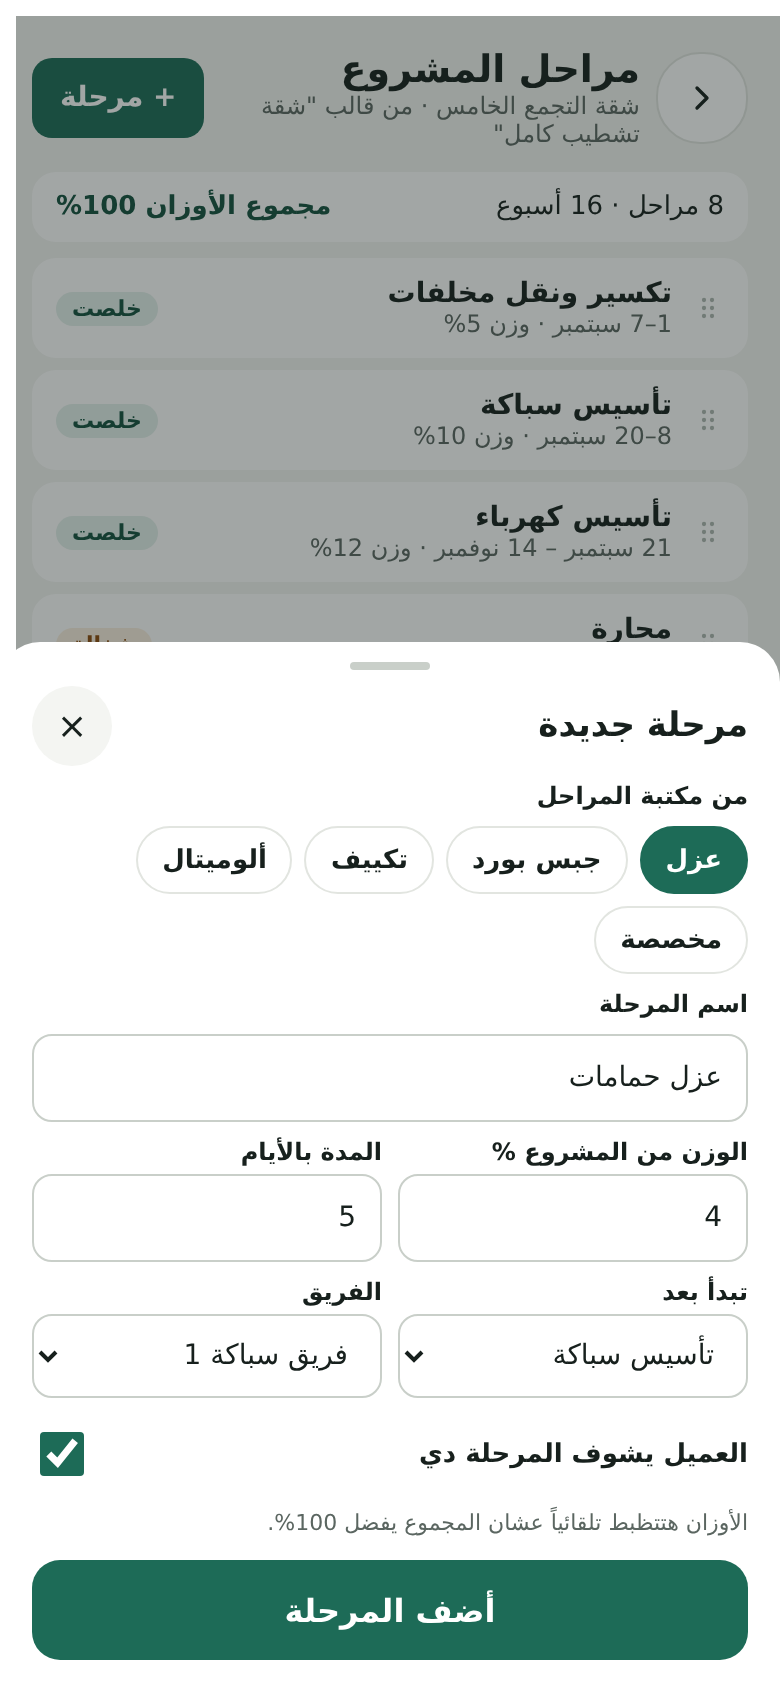 مراحل المشروع
شقة التجمع الخامس · من قالب "شقة
تشطيب كامل"
+ مرحلة
8 مراحل · 16 أسبوع
مجموع الأوزان 100%
تكسير ونقل مخلفات
1–7 سبتمبر · وزن 5%
خلصت
تأسيس سباكة
8–20 سبتمبر · وزن 10%
خلصت
تأسيس كهرباء
21 سبتمبر – 14 نوفمبر · وزن 12%
خلصت
محارة
مرحلة جديدة
من مكتبة المراحل
عزل
جبس بورد
تكييف
ألوميتال
مخصصة
اسم المرحلة
عزل حمامات
الوزن من المشروع %
المدة بالأيام
4
5
تبدأ بعد
الفريق
تأسيس سباكة
فريق سباكة 1
العميل يشوف المرحلة دي
الأوزان هتتظبط تلقائياً عشان المجموع يفضل 100%.
أضف المرحلة